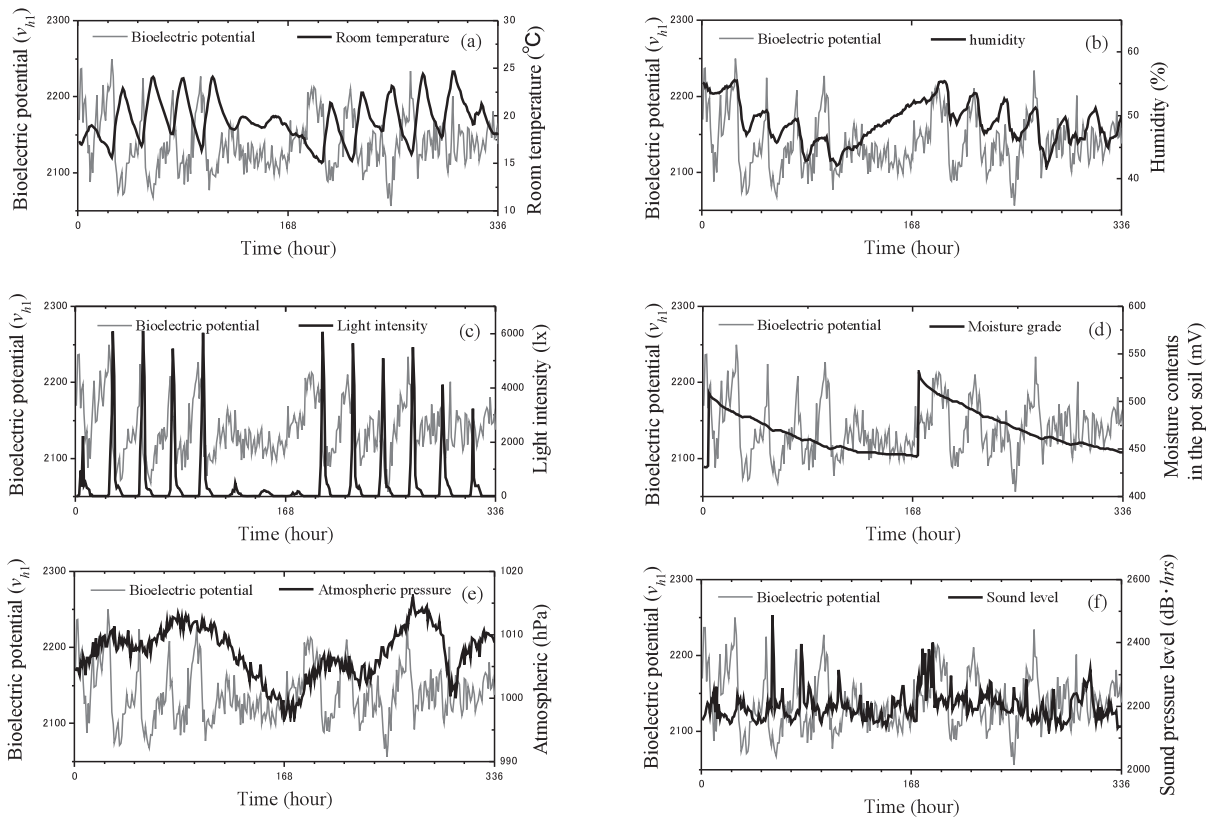 2300
2200
2100
Bioelectric potential (vh1)
Bioelectric potential
Room temperature
(a)
30
25
20
15
10
Room temperature (℃)
0
168
336
Time (hour)
2300
2200
2100
Bioelectric potential (vh1)
Bioelectric potential
humidity
(b)
60
50
40
Humidity (%)
0
168
336
Time (hour)
2300
2200
2100
Bioelectric potential (vh1)
Bioelectric potential
Light intensity
(c)
6000
4000
2000
0
Light intensity (lx)
0
168
336
Time (hour)
2300
2200
2100
Bioelectric potential (vh1)
Bioelectric potential
Moisture grade
(d)
600
550
500
450
400
Moisture contents
in the pot soil (mV)
0
168
336
Time (hour)
2300
2200
2100
Bioelectric potential (vh1)
Bioelectric potential
Atmospheric pressure
(e)
1020
1010
1000
990
Atmospheric (hPa)
0
168
336
Time (hour)
2300
2200
2100
Bioelectric potential (vh1)
Bioelectric potential
Sound level
(f)
2600
2400
2200
2000
Sound pressure level (dB・hrs)
0
168
336
Time (hour)